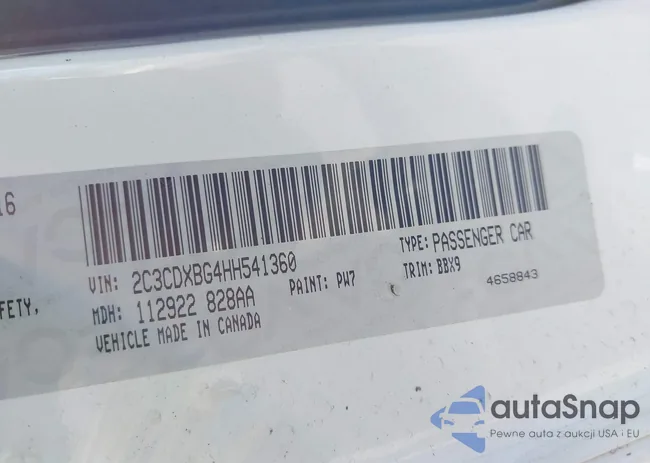 16
VIN: 2C3CDXBG4HH541360
TYPE: PASSENGER CAR
FETY,
MDH: 112922 828AA
PAINT: PW7
TRIM: BBX9
VEHICLE MADE IN CANADA
4658843
autoSnap
Pewne auta z aukcji USA i EU